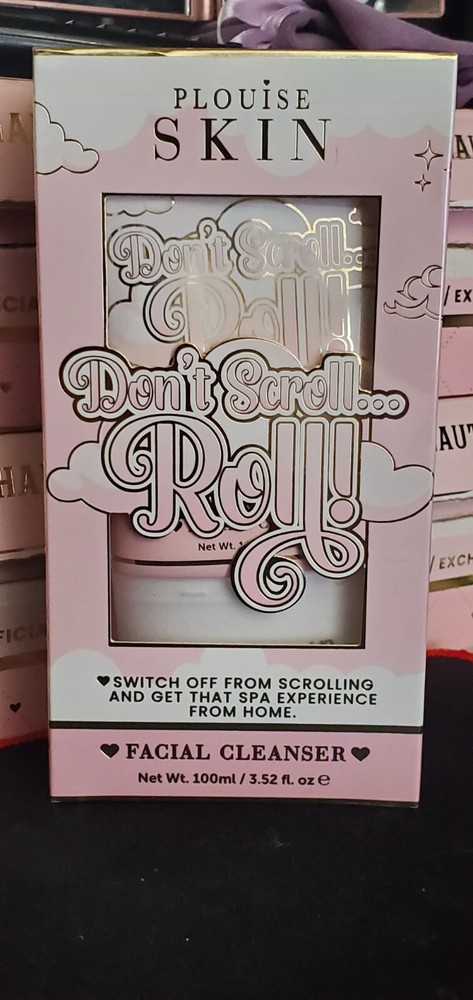 PLOUISE
SKIN
Don't Scroll...
Roll!
Don't Scroll...
Roll!
Net Wt.
♥SWITCH OFF FROM SCROLLING
AND GET THAT SPA EXPERIENCE
FROM HOME.
♥FACIAL CLEANSER♥
Net Wt. 100ml / 3.52 fl. oz ℮
/ EXCH